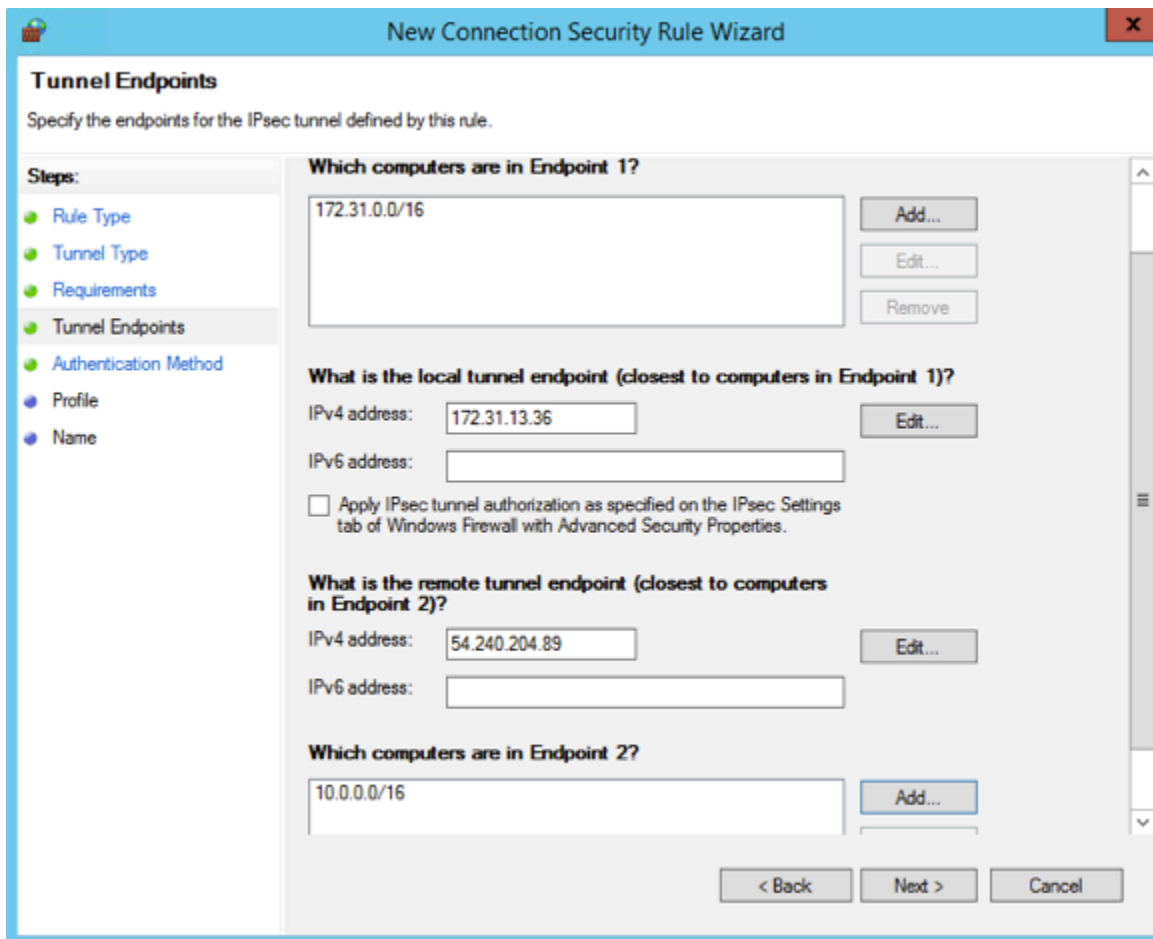 New Connection Security Rule Wizard
x
Tunnel Endpoints
Specify the endpoints for the IPsec tunnel defined by this rule.
Steps:
Rule Type
Tunnel Type
Requirements
Tunnel Endpoints
Authentication Method
Profile
Name
Which computers are in Endpoint 1?
172.31.0.0/16
Add...
Edit...
Remove
What is the local tunnel endpoint (closest to computers in Endpoint 1)?
IPv4 address:
172.31.13.36
Edit...
IPv6 address:
Apply IPsec tunnel authorization as specified on the IPsec Settings
tab of Windows Firewall with Advanced Security Properties.
What is the remote tunnel endpoint (closest to computers
in Endpoint 2)?
IPv4 address:
54.240.204.89
Edit...
IPv6 address:
Which computers are in Endpoint 2?
10.0.0.0/16
Add...
< Back
Next >
Cancel